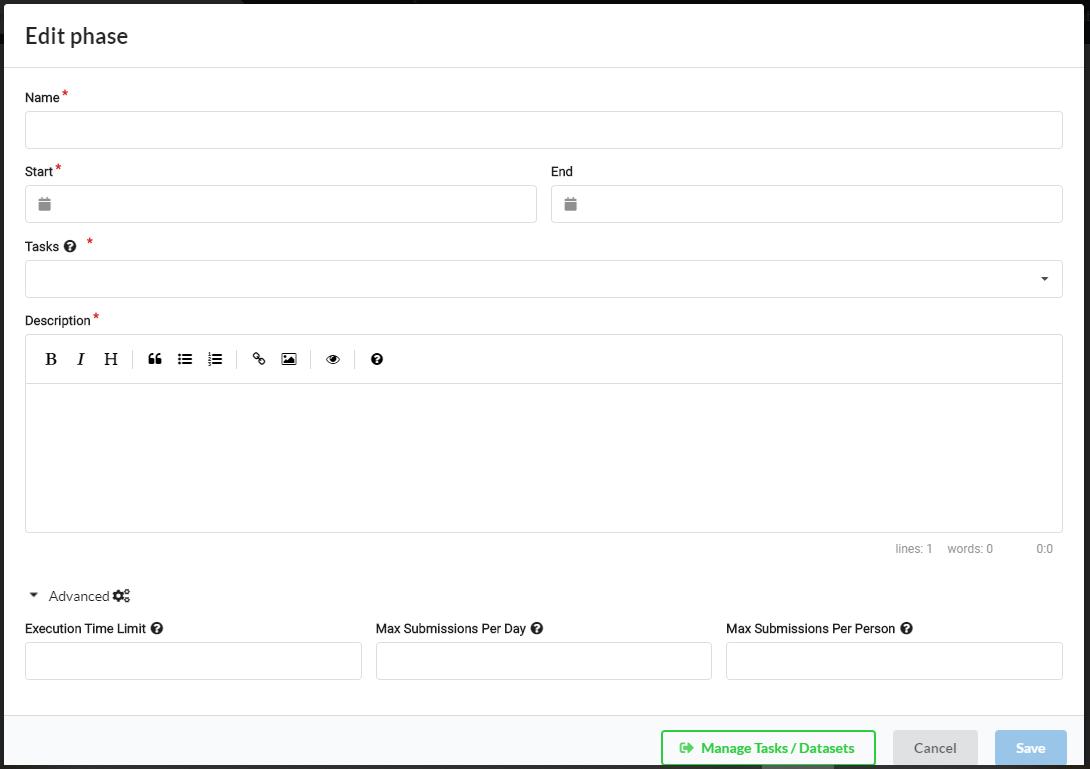 Edit phase
Name *
Start * End
Tasks *
Description *
B I H
lines: 1 words: 0 0:0
Advanced
Execution Time Limit Max Submissions Per Day Max Submissions Per Person
Manage Tasks / Datasets Cancel Save